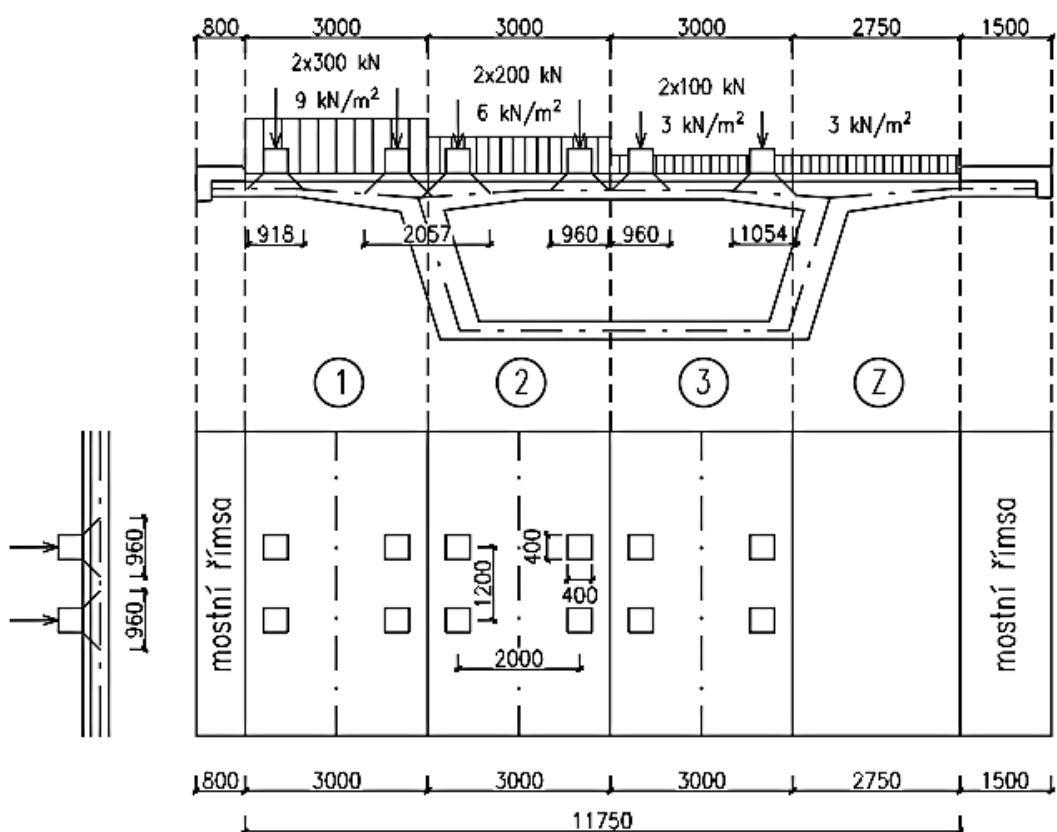 800 3000 3000 3000 2750 1500
2x300 kN
9 kN/m²
2x200 kN
6 kN/m²
2x100 kN
3 kN/m²
3 kN/m²
918 2057 960 960 1054
1 2 3 Z
mostní římsa
960
960
400
400
1200
2000
mostní římsa
800 3000 3000 3000 2750 1500
11750